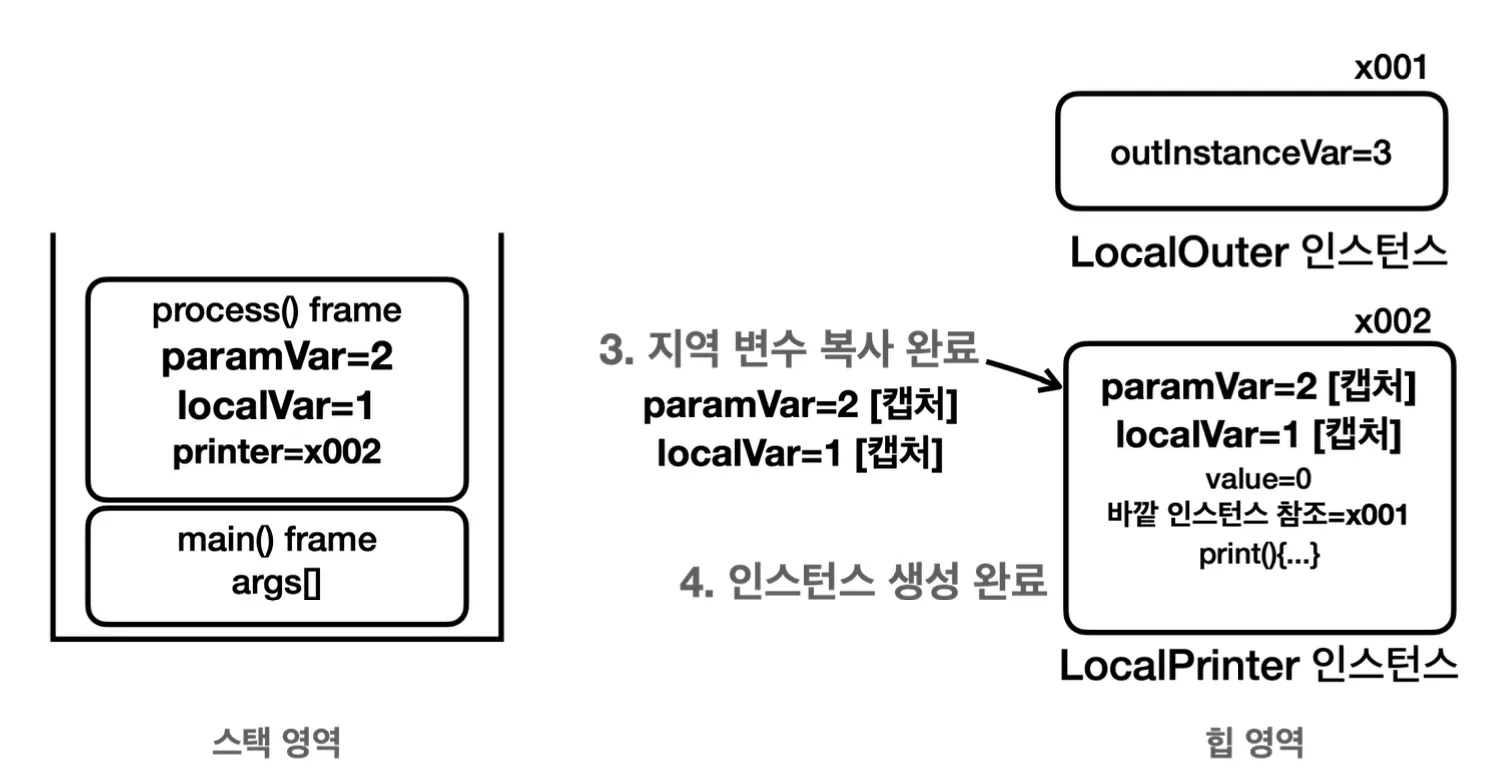 x001
outInstanceVar=3
LocalOuter 인스턴스
process() frame
paramVar=2
localVar=1
printer=x002
main() frame
args[]
스택 영역
3. 지역 변수 복사 완료
paramVar=2 [캡처]
localVar=1 [캡처]
4. 인스턴스 생성 완료
x002
paramVar=2 [캡처]
localVar=1 [캡처]
value=0
바깥 인스턴스 참조=x001
print(){...}
LocalPrinter 인스턴스
힙 영역